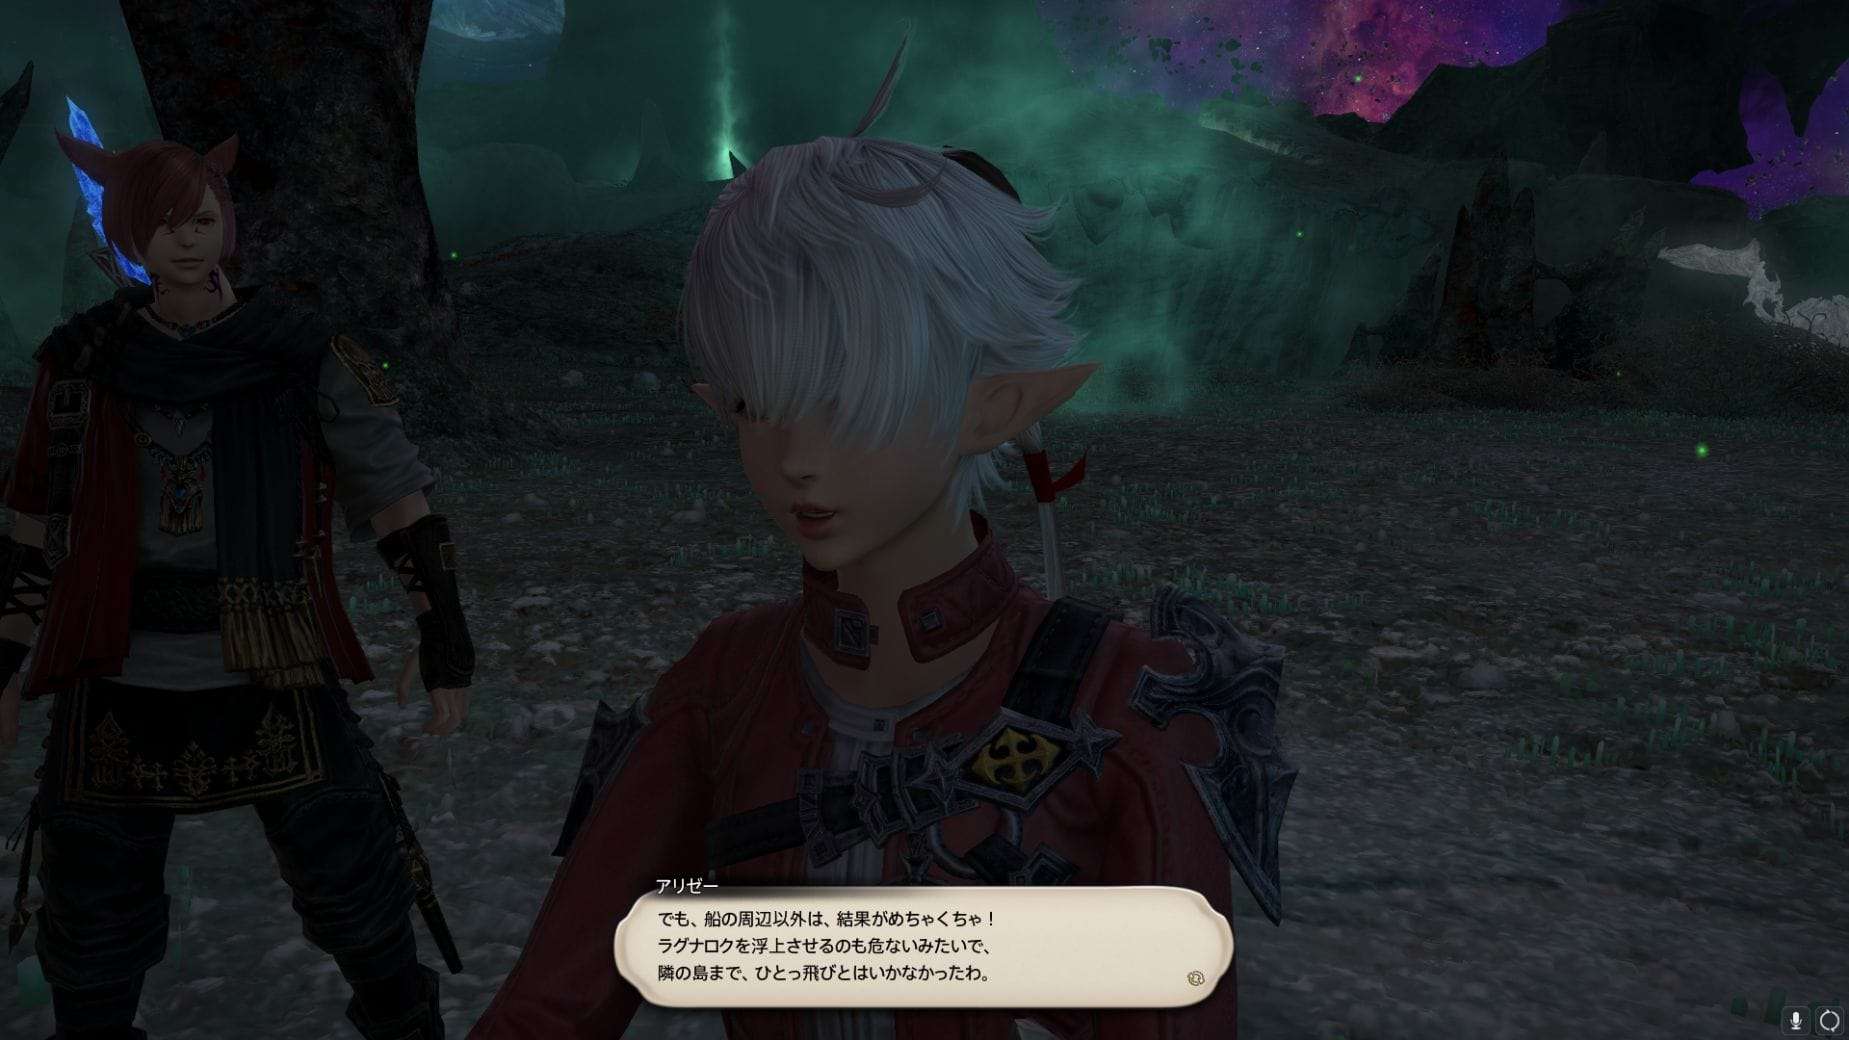 アリゼー
でも、船の周辺以外は、結果がめちゃくちゃ！
ラグナロクを浮上させるのも危ないみたいで、
隣の島まで、ひとっ飛びとはいかなかったわ。